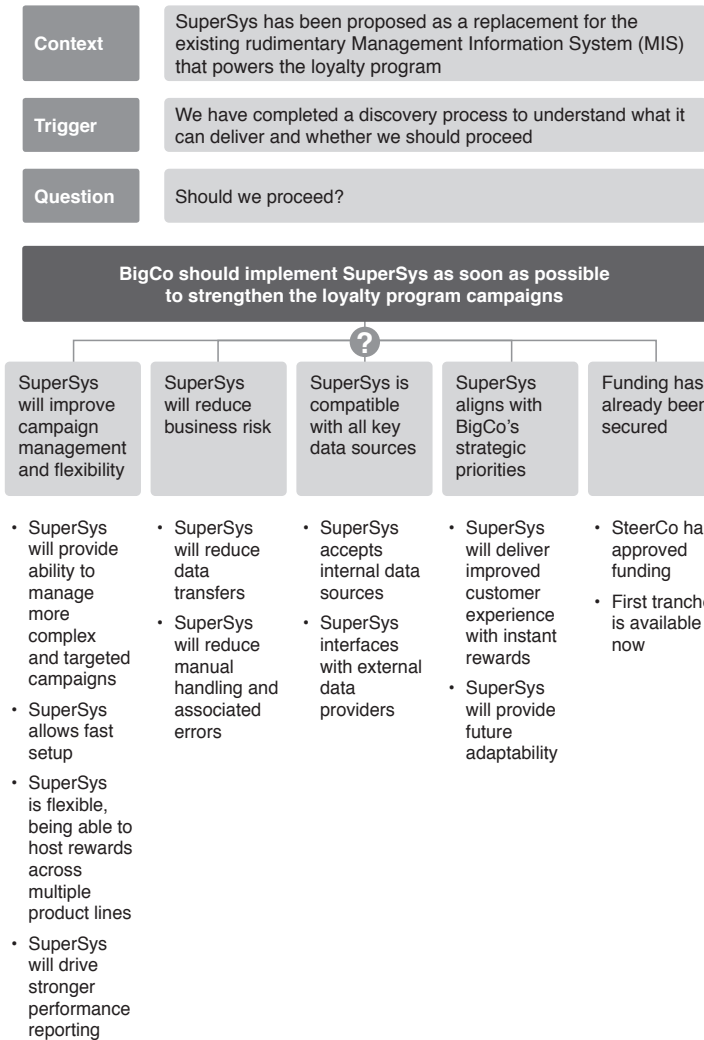 Context
SuperSys has been proposed as a replacement for the
existing rudimentary Management Information System (MIS)
that powers the loyalty program
Trigger
We have completed a discovery process to understand what it
can deliver and whether we should proceed
Question
Should we proceed?
BigCo should implement SuperSys as soon as possible
to strengthen the loyalty program campaigns
?
SuperSys
will improve
campaign
management
and flexibility
SuperSys
will reduce
business risk
SuperSys is
compatible
with all key
data sources
SuperSys
aligns with
BigCo's
strategic
priorities
Funding has
already been
secured
• SuperSys
will provide
ability to
manage
more
complex
and targeted
campaigns
• SuperSys
allows fast
setup
• SuperSys
is flexible,
being able to
host rewards
across
multiple
product lines
• SuperSys
will drive
stronger
performance
reporting
• SuperSys
will reduce
data
transfers
• SuperSys
will reduce
manual
handling and
associated
errors
• SuperSys
accepts
internal data
sources
• SuperSys
interfaces
with external
data
providers
• SuperSys
will deliver
improved
customer
experience
with instant
rewards
• SuperSys
will provide
future
adaptability
• SteerCo ha
approved
funding
• First tranche
is available
now